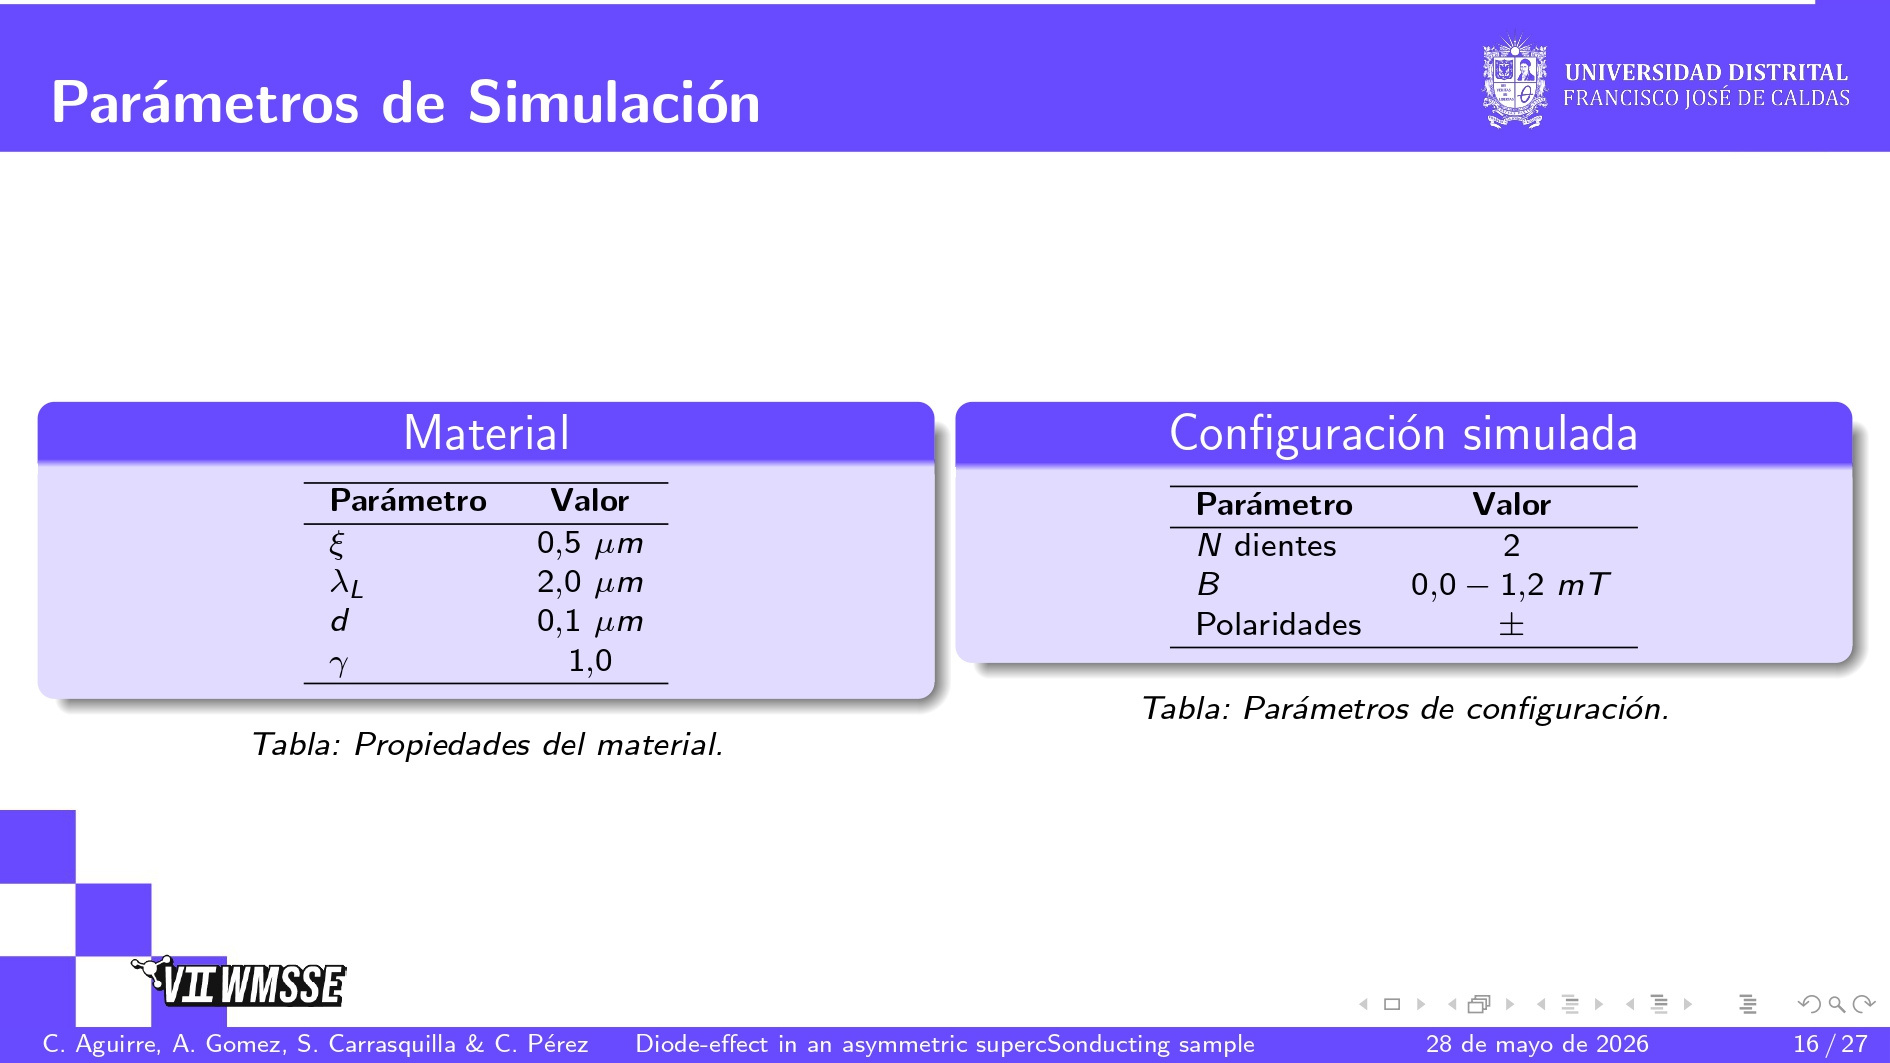 Parámetros de Simulación
UNIVERSIDAD DISTRITAL
FRANCISCO JOSÉ DE CALDAS
Material
Parámetro Valor
ξ 0,5 μm
λL 2,0 μm
d 0,1 μm
γ 1,0
Tabla: Propiedades del material.
Configuración simulada
Parámetro Valor
N dientes 2
B 0,0 – 1,2 mT
Polaridades ±
Tabla: Parámetros de configuración.
VII WMSSE
C. Aguirre, A. Gomez, S. Carrasquilla & C. Pérez Diode-effect in an asymmetric supercSonducting sample 28 de mayo de 2026 16 / 27